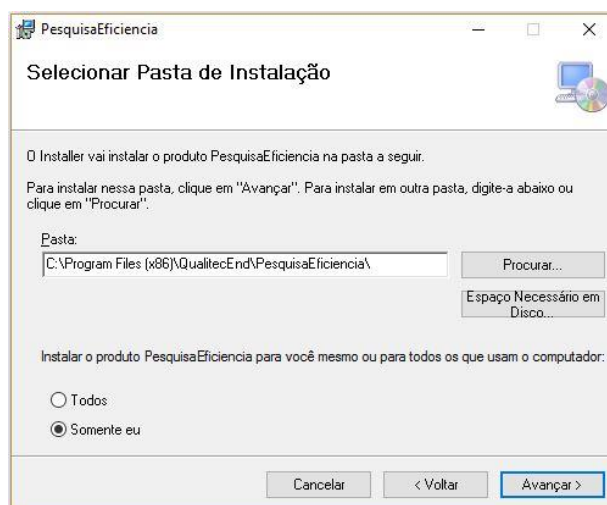 PesquisaEficiencia
Selecionar Pasta de Instalação
O Installer vai instalar o produto PesquisaEficiencia na pasta a seguir.
Para instalar nessa pasta, clique em "Avançar". Para instalar em outra pasta, digite-a abaixo ou
clique em "Procurar".
Pasta:
C:\Program Files (x86)\QualitecEnd\PesquisaEficiencia\
Procurar...
Espaço Necessário em
Disco...
Instalar o produto PesquisaEficiencia para você mesmo ou para todos os que usam o computador:
Todos
Somente eu
Cancelar
< Voltar
Avançar >